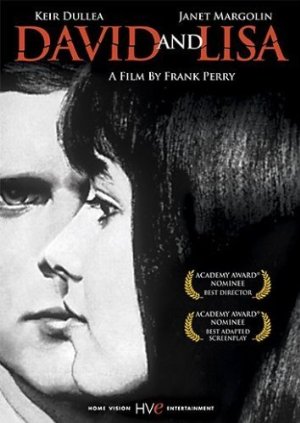 KEIR DULLEA JANET MARGOLIN
DAVID AND LISA
A FILM BY FRANK PERRY
ACADEMY AWARD®
NOMINEE
BEST DIRECTOR
ACADEMY AWARD®
NOMINEE
BEST ADAPTED
SCREENPLAY
HOME VISION HVe ENTERTAINMENT